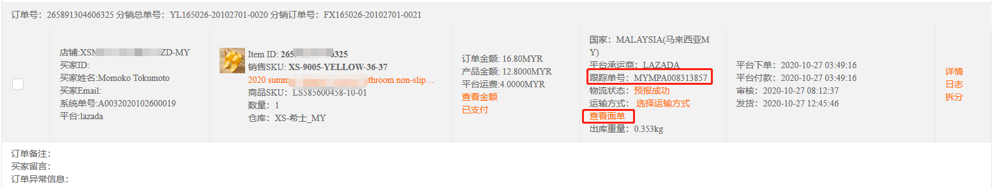 订单号：265891304606325 分销总单号：YL165026-20102701-0020 分销订单号：FX165026-20102701-0021
店铺:XSM ZD-MY
买家ID:
买家姓名:Momoko Tokumoto
买家Email:
系统单号:A0032020102600019
平台:lazada
Item ID: 265 6325
销售SKU: XS-9005-YELLOW-36-37
2020 summ throom non-slip…
商品SKU：LS585600458-10-01
数量：1
仓库：XS-希士_MY
订单金额: 16.80MYR
产品金额: 12.8000MYR
平台运费:4.0000MYR
查看金额
已支付
国家：MALAYSIA(马来西亚M
Y)
平台承运商：LAZADA
跟踪单号：MYMPA008313857
物流状态：预报成功
运输方式： 选择运输方式
查看面单
出库重量：0.353kg
平台下单：2020-10-27 03:49:16
平台付款：2020-10-27 03:49:16
审核：2020-10-27 08:12:37
发货：2020-10-27 12:45:46
详情
日志
拆分
订单备注：
买家留言：
订单异常信息：